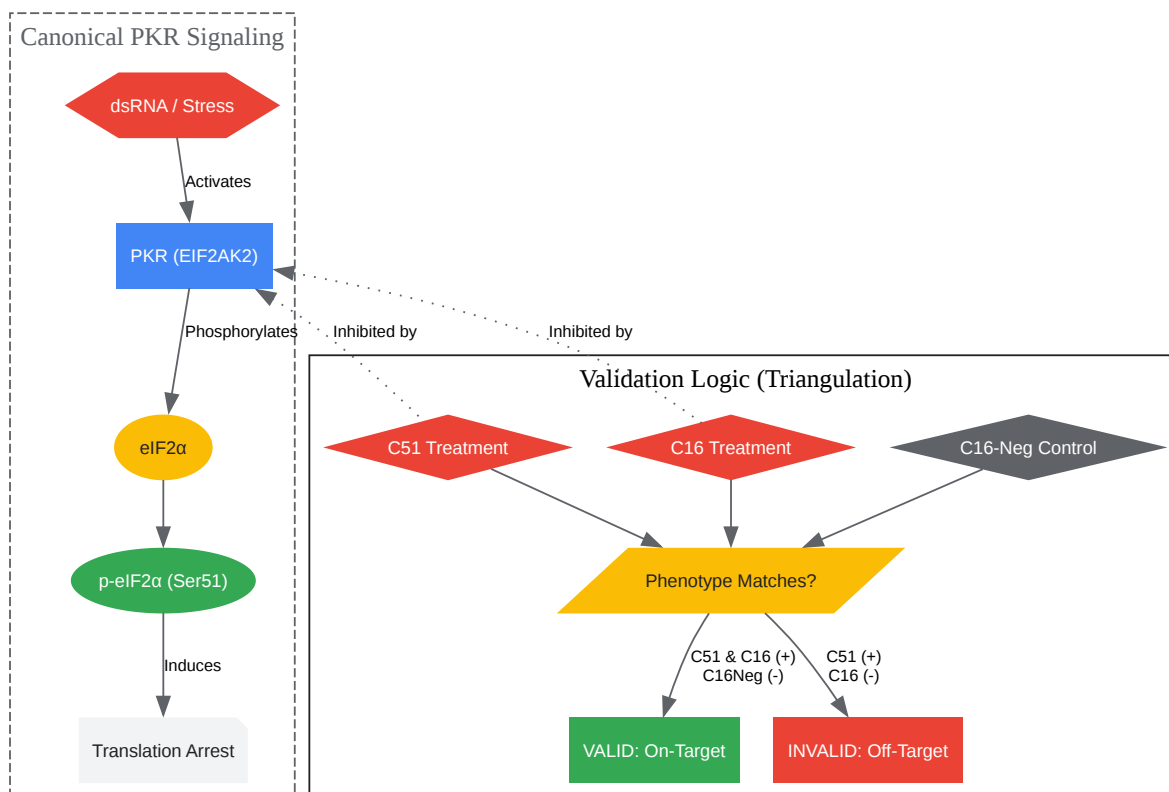 Canonical PKR Signaling
dsRNA / Stress
Activates
PKR (EIF2AK2)
Phosphorylates
Inhibited by
Inhibited by
eIF2α
p-eIF2α (Ser51)
Induces
Translation Arrest
Validation Logic (Triangulation)
C51 Treatment
C16 Treatment
C16-Neg Control
Phenotype Matches?
C51 & C16 (+)
C16Neg (-)
C51 (+)
C16 (-)
VALID: On-Target
INVALID: Off-Target